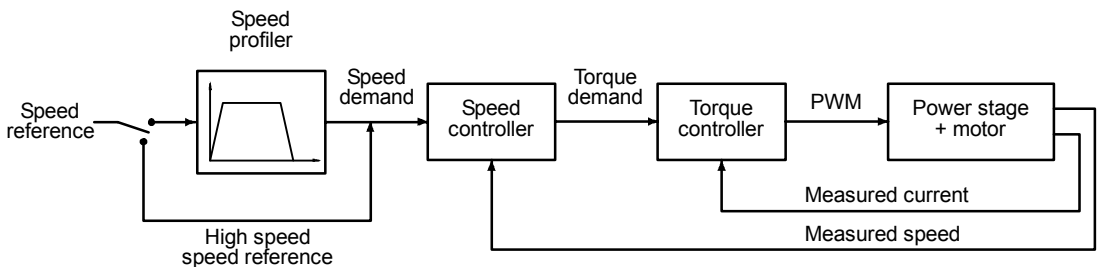 Speed
profiler
Speed
reference
Speed
demand
Speed
controller
Torque
demand
Torque
controller
PWM
Power stage
+ motor
Measured current
Measured speed
High speed
speed reference